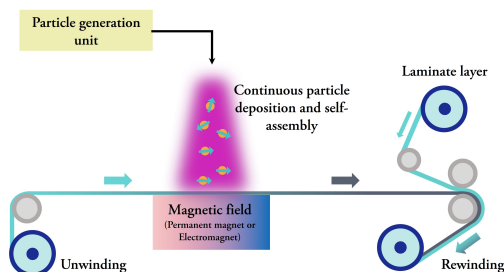 Particle generation
unit
Continuous particle
deposition and self-
assembly
Laminate layer
Magnetic field
(Permanent magnet or
Electromagnet)
Unwinding
Rewinding